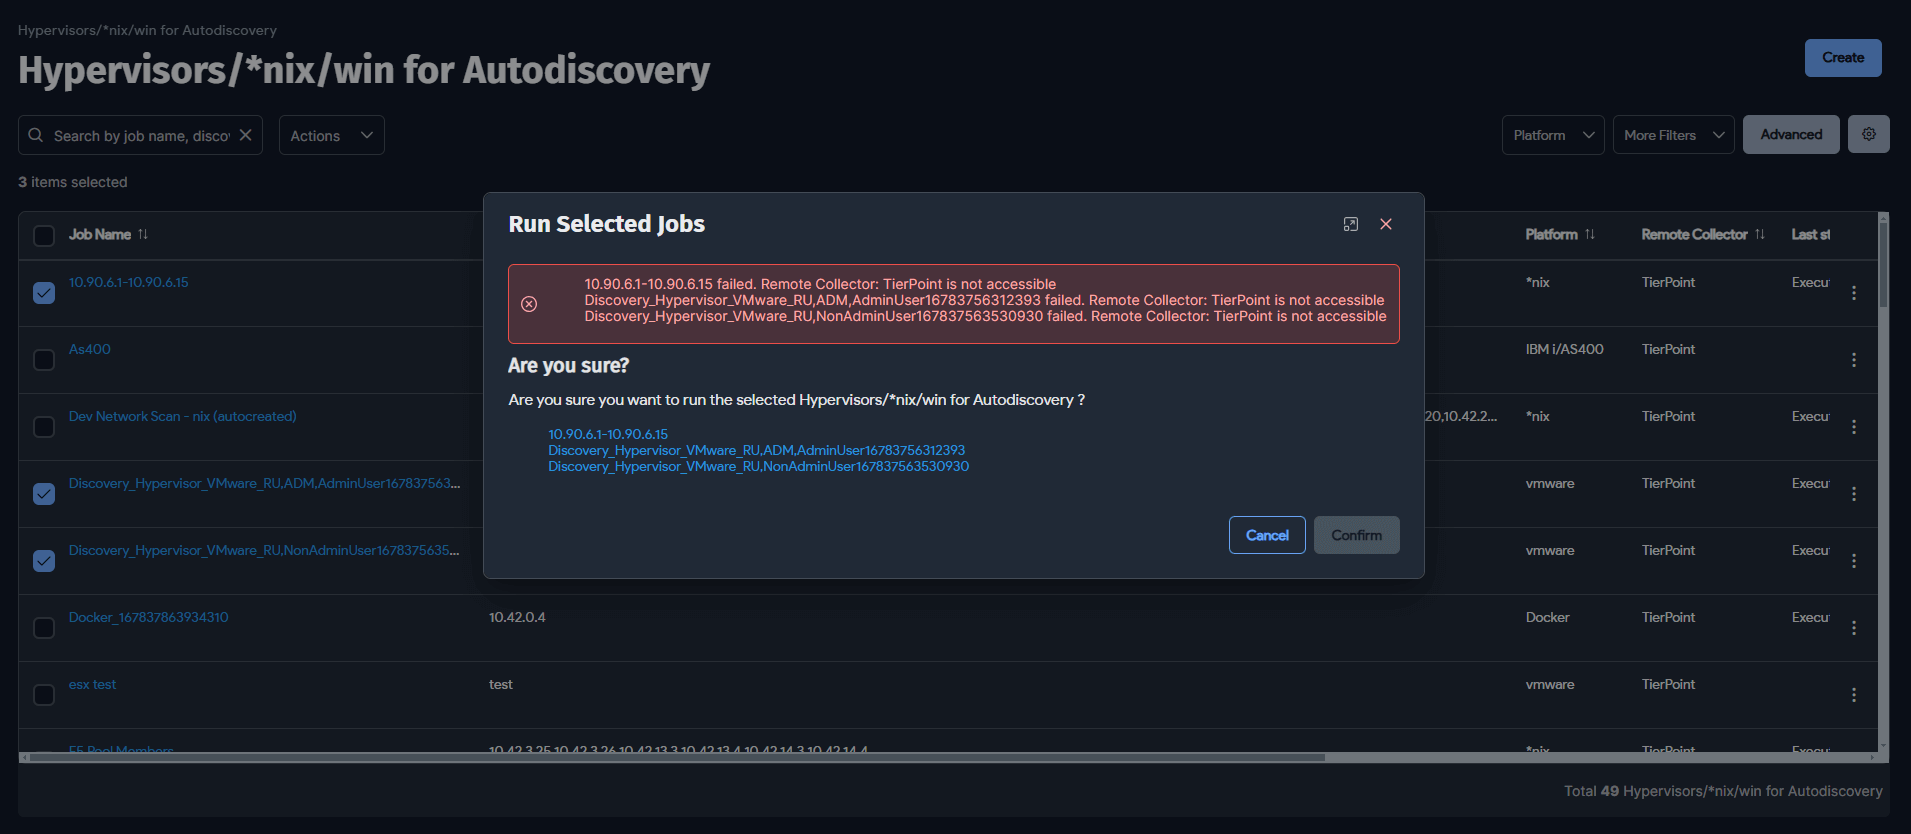 Hypervisors/*nix/win for Autodiscovery
Hypervisors/*nix/win for Autodiscovery
Create
Search by job name, disco
Actions
Platform
More Filters
Advanced
3 items selected
Run Selected Jobs
Job Name
Platform
Remote Collector
Last st
10.90.6.1-10.90.6.15 failed. Remote Collector: TierPoint is not accessible
Discovery_Hypervisor_VMware_RU,ADM,AdminUser16783756312393 failed. Remote Collector: TierPoint is not accessible
Discovery_Hypervisor_VMware_RU,NonAdminUser167837563530930 failed. Remote Collector: TierPoint is not accessible
10.90.6.1-10.90.6.15
*nix
TierPoint
Execu
As400
IBM i/AS400
TierPoint
Are you sure?
Are you sure you want to run the selected Hypervisors/*nix/win for Autodiscovery ?
Dev Network Scan - nix (autocreated)
20,10.42.2...
*nix
TierPoint
Execu
10.90.6.1-10.90.6.15
Discovery_Hypervisor_VMware_RU,ADM,AdminUser16783756312393
Discovery_Hypervisor_VMware_RU,NonAdminUser167837563530930
Discovery_Hypervisor_VMware_RU,ADM,AdminUser167837563...
vmware
TierPoint
Execu
Cancel
Confirm
Discovery_Hypervisor_VMware_RU,NonAdminUser1678375635...
vmware
TierPoint
Execu
Docker_167837863934310
10.42.0.4
Docker
TierPoint
Execu
esx test
test
vmware
TierPoint
F5 Pool Members
10.42.3.25,10.42.3.26,10.42.13.3,10.42.13.4,10.42.14.3,10.42.14.4
*nix
TierPoint
Execu
Total 49 Hypervisors/*nix/win for Autodiscovery